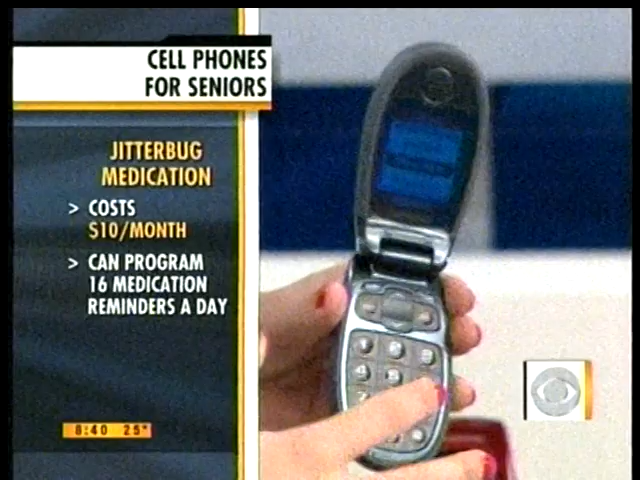 CELL PHONES
FOR SENIORS
JITTERBUG
MEDICATION
> COSTS
$10/MONTH
> CAN PROGRAM
16 MEDICATION
REMINDERS A DAY
8:40 25°